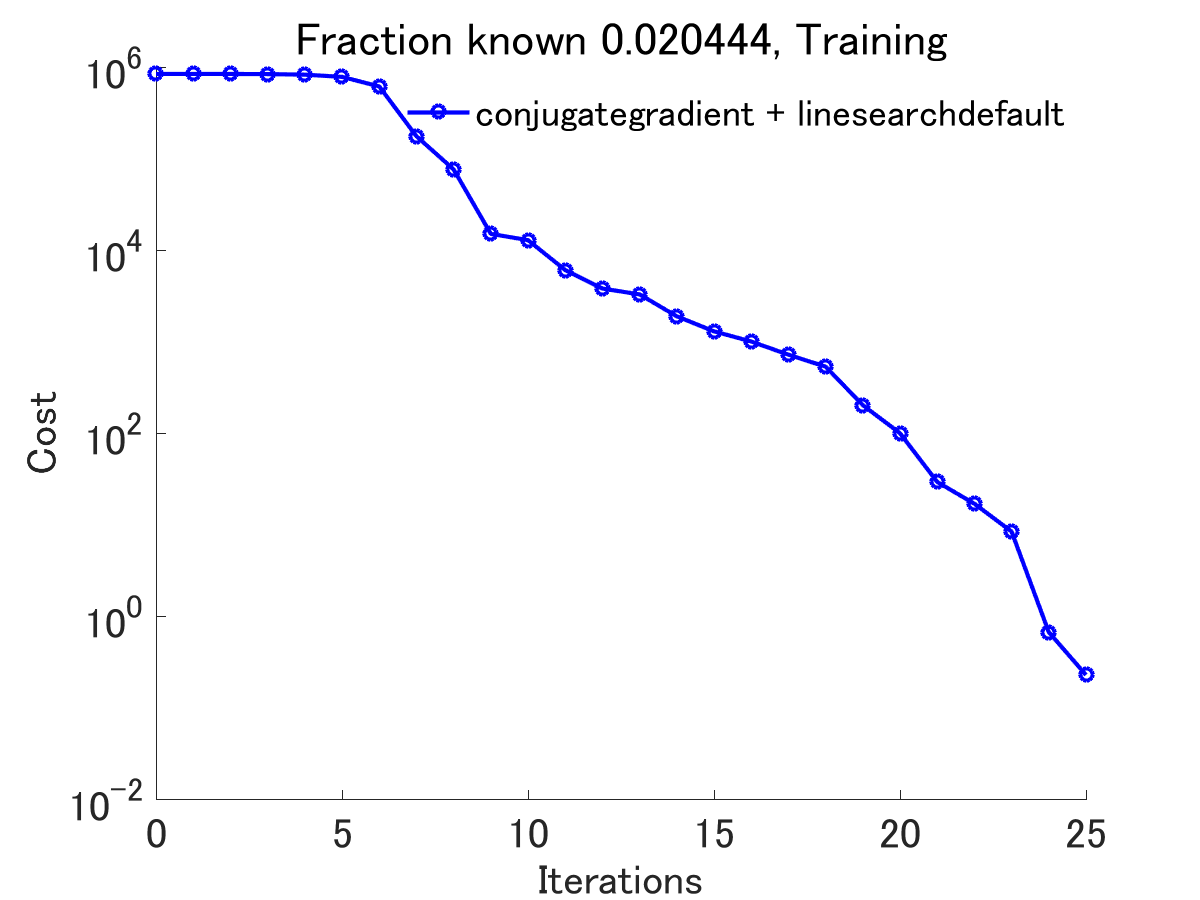 Fraction known 0.020444, Training
conjugategradient + linesearchdefault
Cost
10^6
10^4
10^2
10^0
10^-2
0 5 10 15 20 25
Iterations